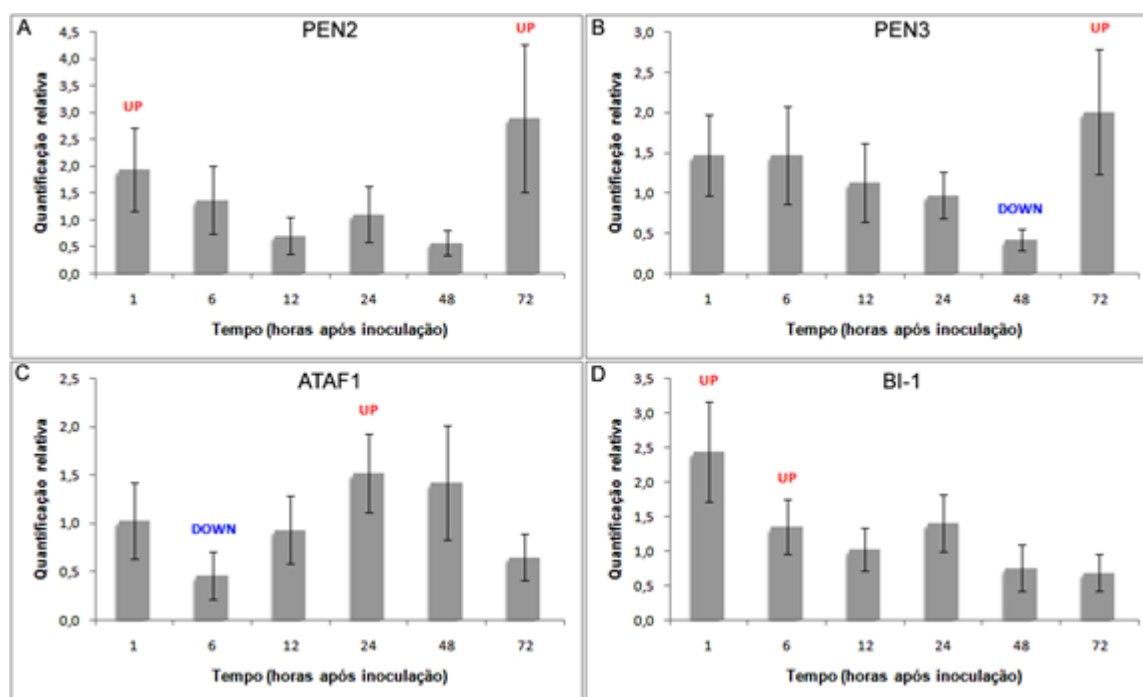 A
PEN2
UP
UP
Quantificação relativa
4,5
4,0
3,5
3,0
2,5
2,0
1,5
1,0
0,5
0,0
1 6 12 24 48 72
Tempo (horas após inoculação)
B
PEN3
UP
DOWN
Quantificação relativa
3,0
2,5
2,0
1,5
1,0
0,5
0,0
1 6 12 24 48 72
Tempo (horas após inoculação)
C
ATAF1
UP
DOWN
Quantificação relativa
2,5
2,0
1,5
1,0
0,5
0,0
1 6 12 24 48 72
Tempo (horas após inoculação)
D
BI-1
UP
UP
Quantificação relativa
3,5
3,0
2,5
2,0
1,5
1,0
0,5
0,0
1 6 12 24 48 72
Tempo (horas após inoculação)